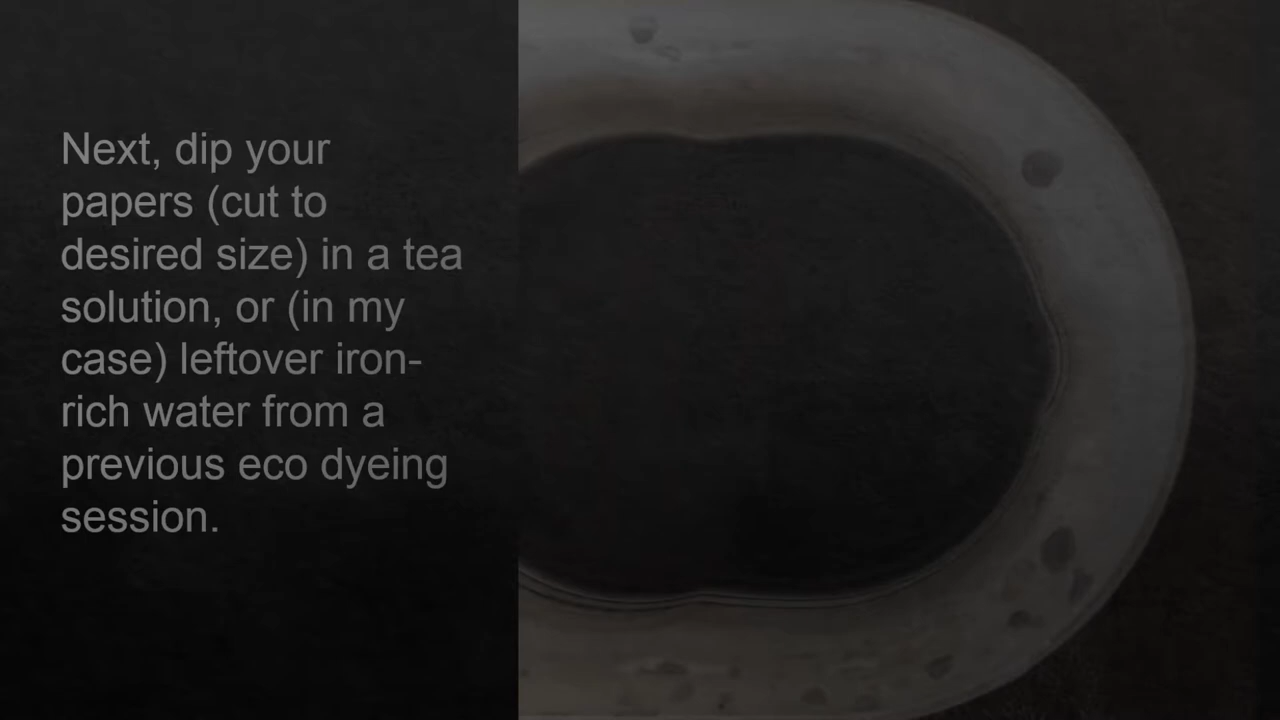 Next, dip your
papers (cut to
desired size) in a tea
solution, or (in my
case) leftover iron-
rich water from a
previous eco dyeing
session.